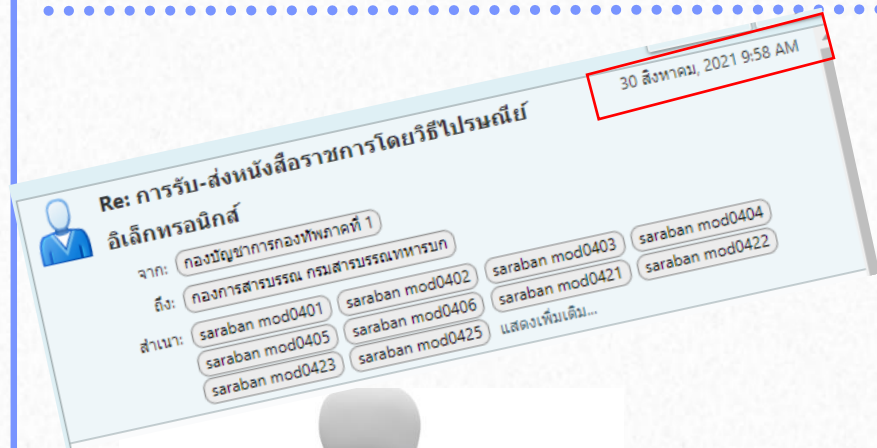 30 สิงหาคม, 2021 9:58 AM
Re: การรับ-ส่งหนังสือราชการโดยวิธีไปรษณีย์
อิเล็กทรอนิกส์
จาก: กองบัญชาการกองทัพภาคที่ 1
ถึง: กองการสารบรรณ กรมสารบรรณทหารบก
สำเนา: saraban mod0401 saraban mod0402 saraban mod0403 saraban mod0404
saraban mod0405 saraban mod0406 saraban mod0421 saraban mod0422
saraban mod0423 saraban mod0425 แสดงเพิ่มเติม...